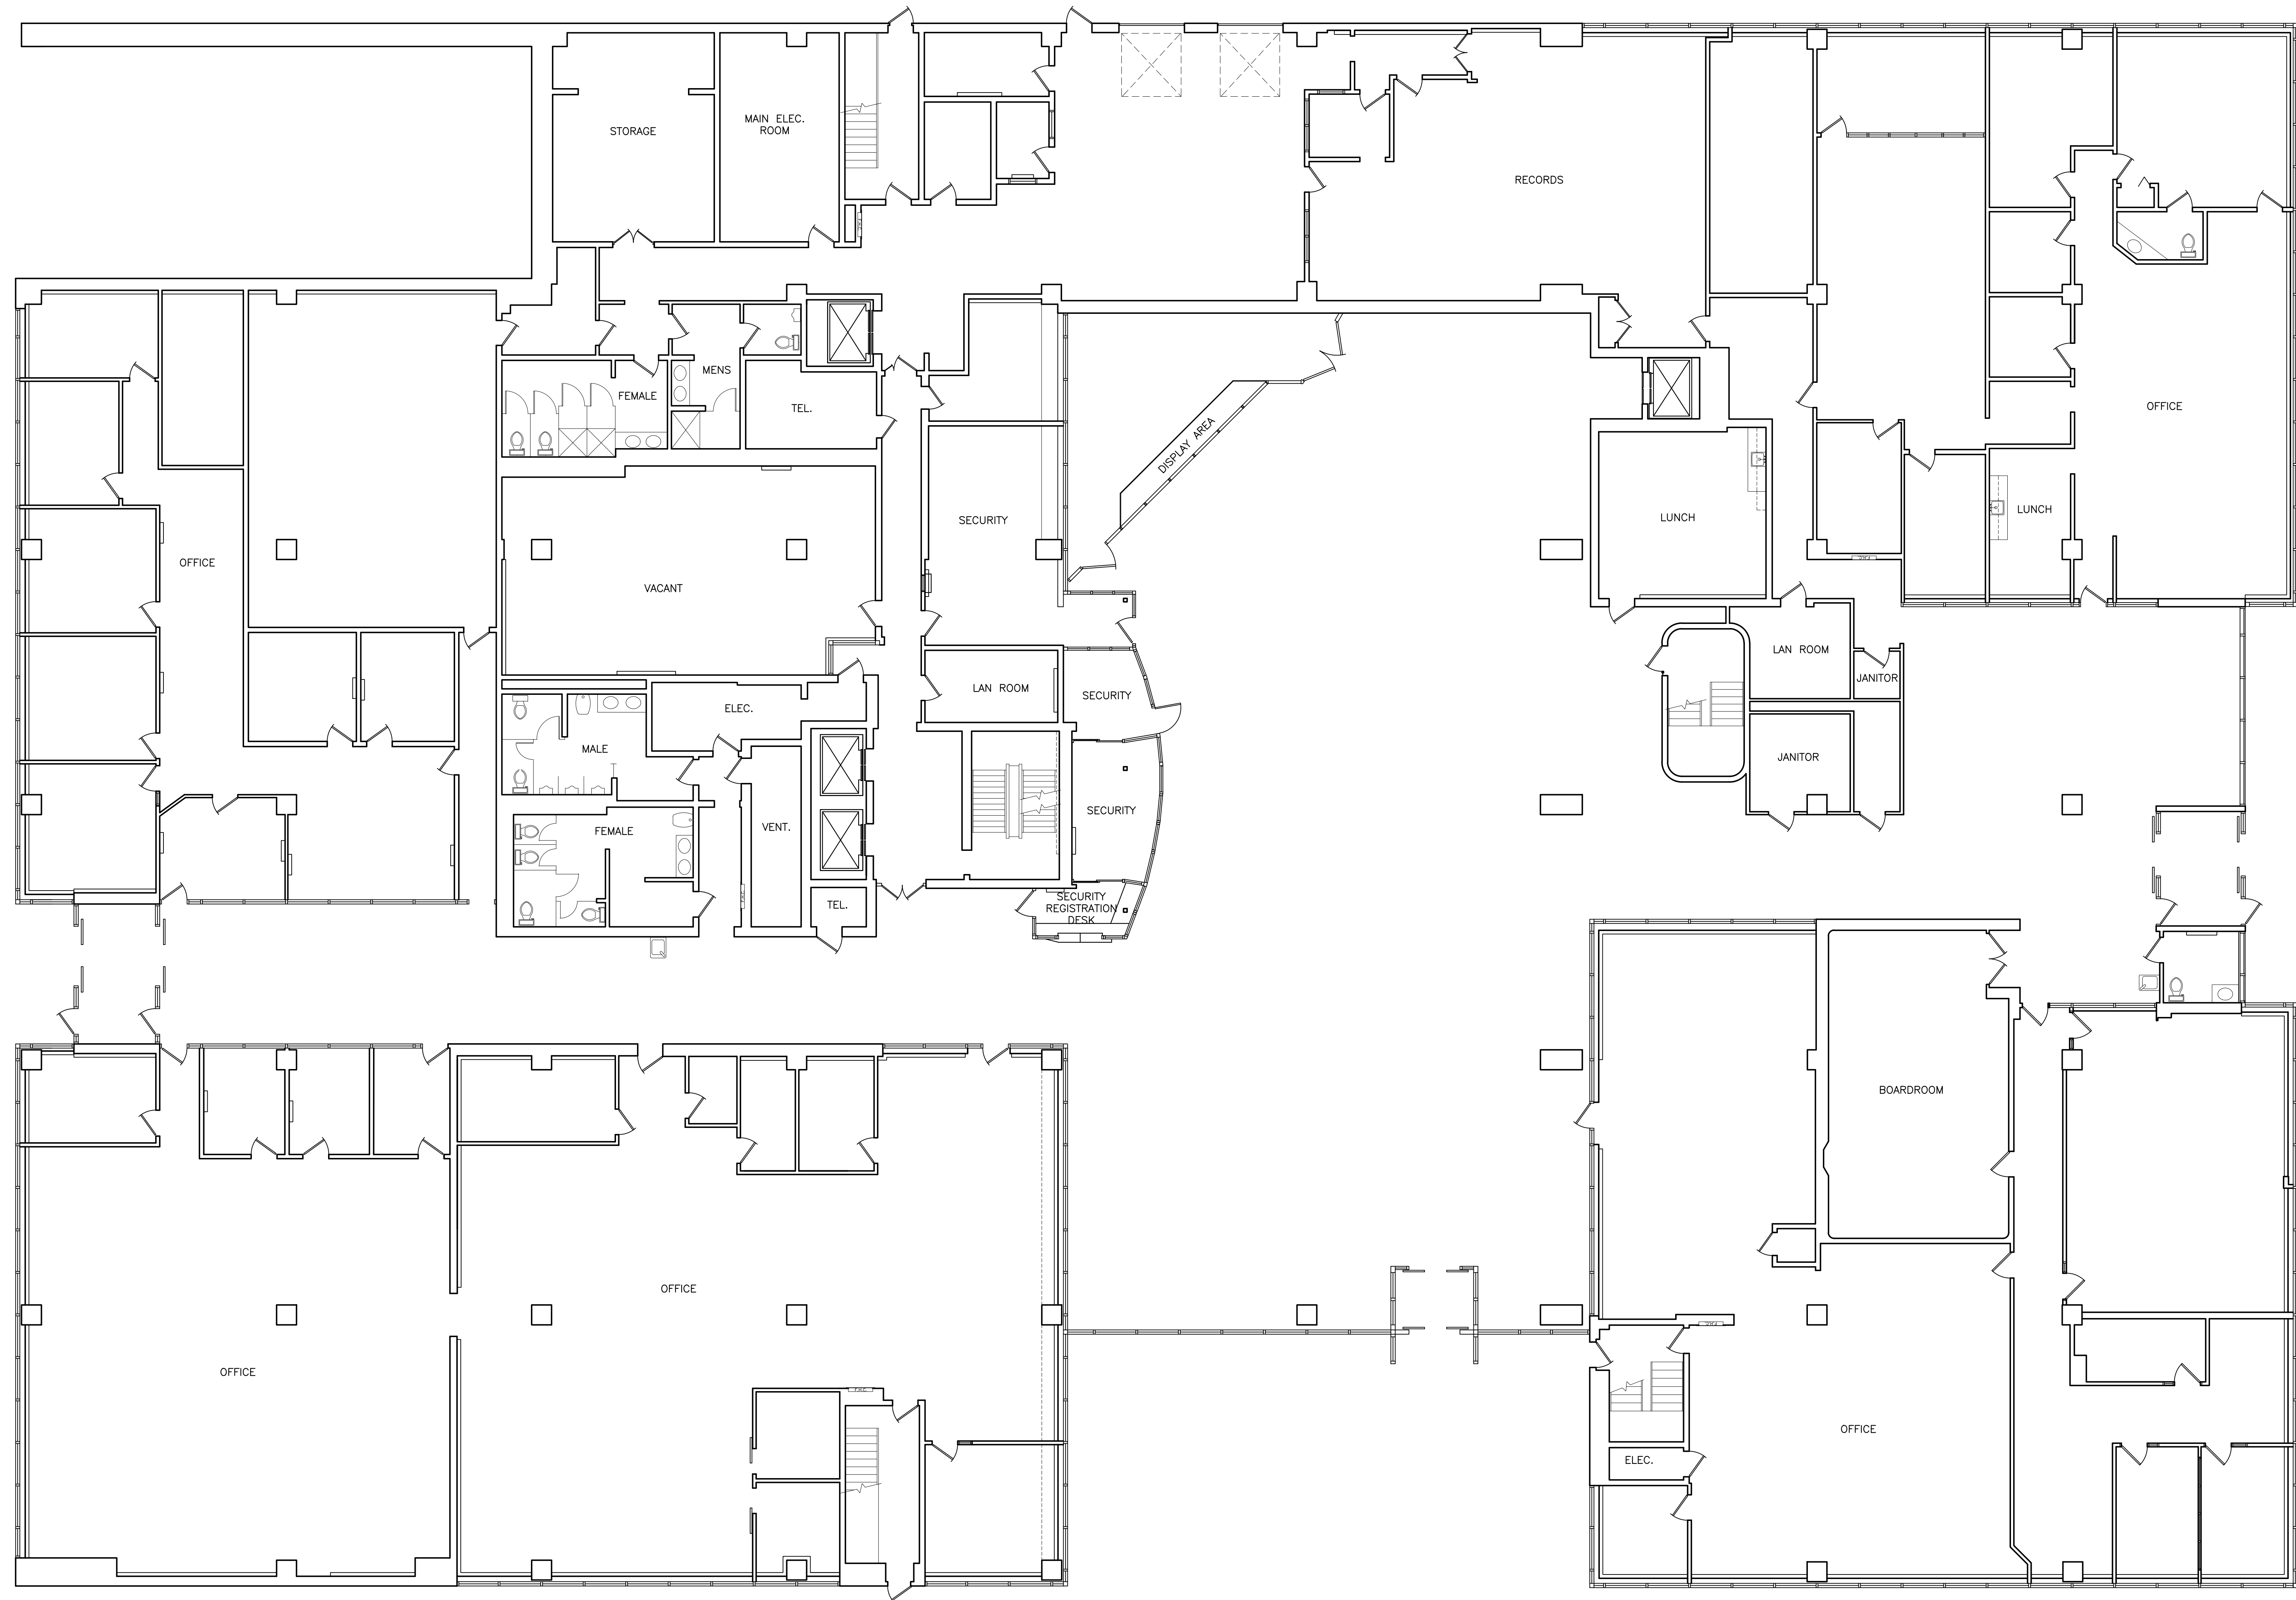 MAIN ELEC.
ROOM
STORAGE
RECORDS
MENS
FEMALE
TEL.
OFFICE
DISPLAY AREA
LUNCH
LUNCH
SECURITY
OFFICE
VACANT
LAN ROOM
JANITOR
LAN ROOM
SECURITY
ELEC.
MALE
JANITOR
SECURITY
VENT.
FEMALE
SECURITY
REGISTRATION
DESK
TEL.
BOARDROOM
OFFICE
OFFICE
OFFICE
ELEC.